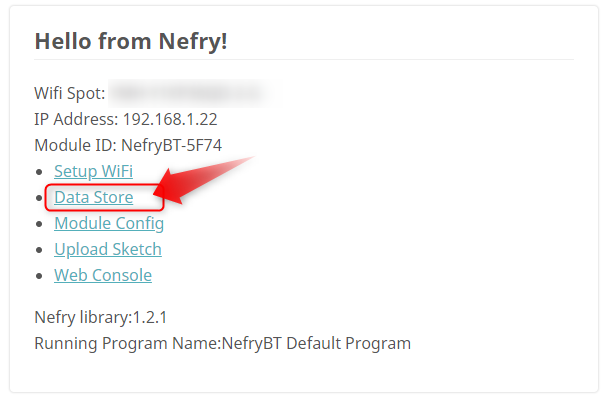 Hello from Nefry!
Wifi Spot:
IP Address: 192.168.1.22
Module ID: NefryBT-5F74
Setup WiFi
Data Store
Module Config
Upload Sketch
Web Console
Nefry library:1.2.1
Running Program Name:NefryBT Default Program